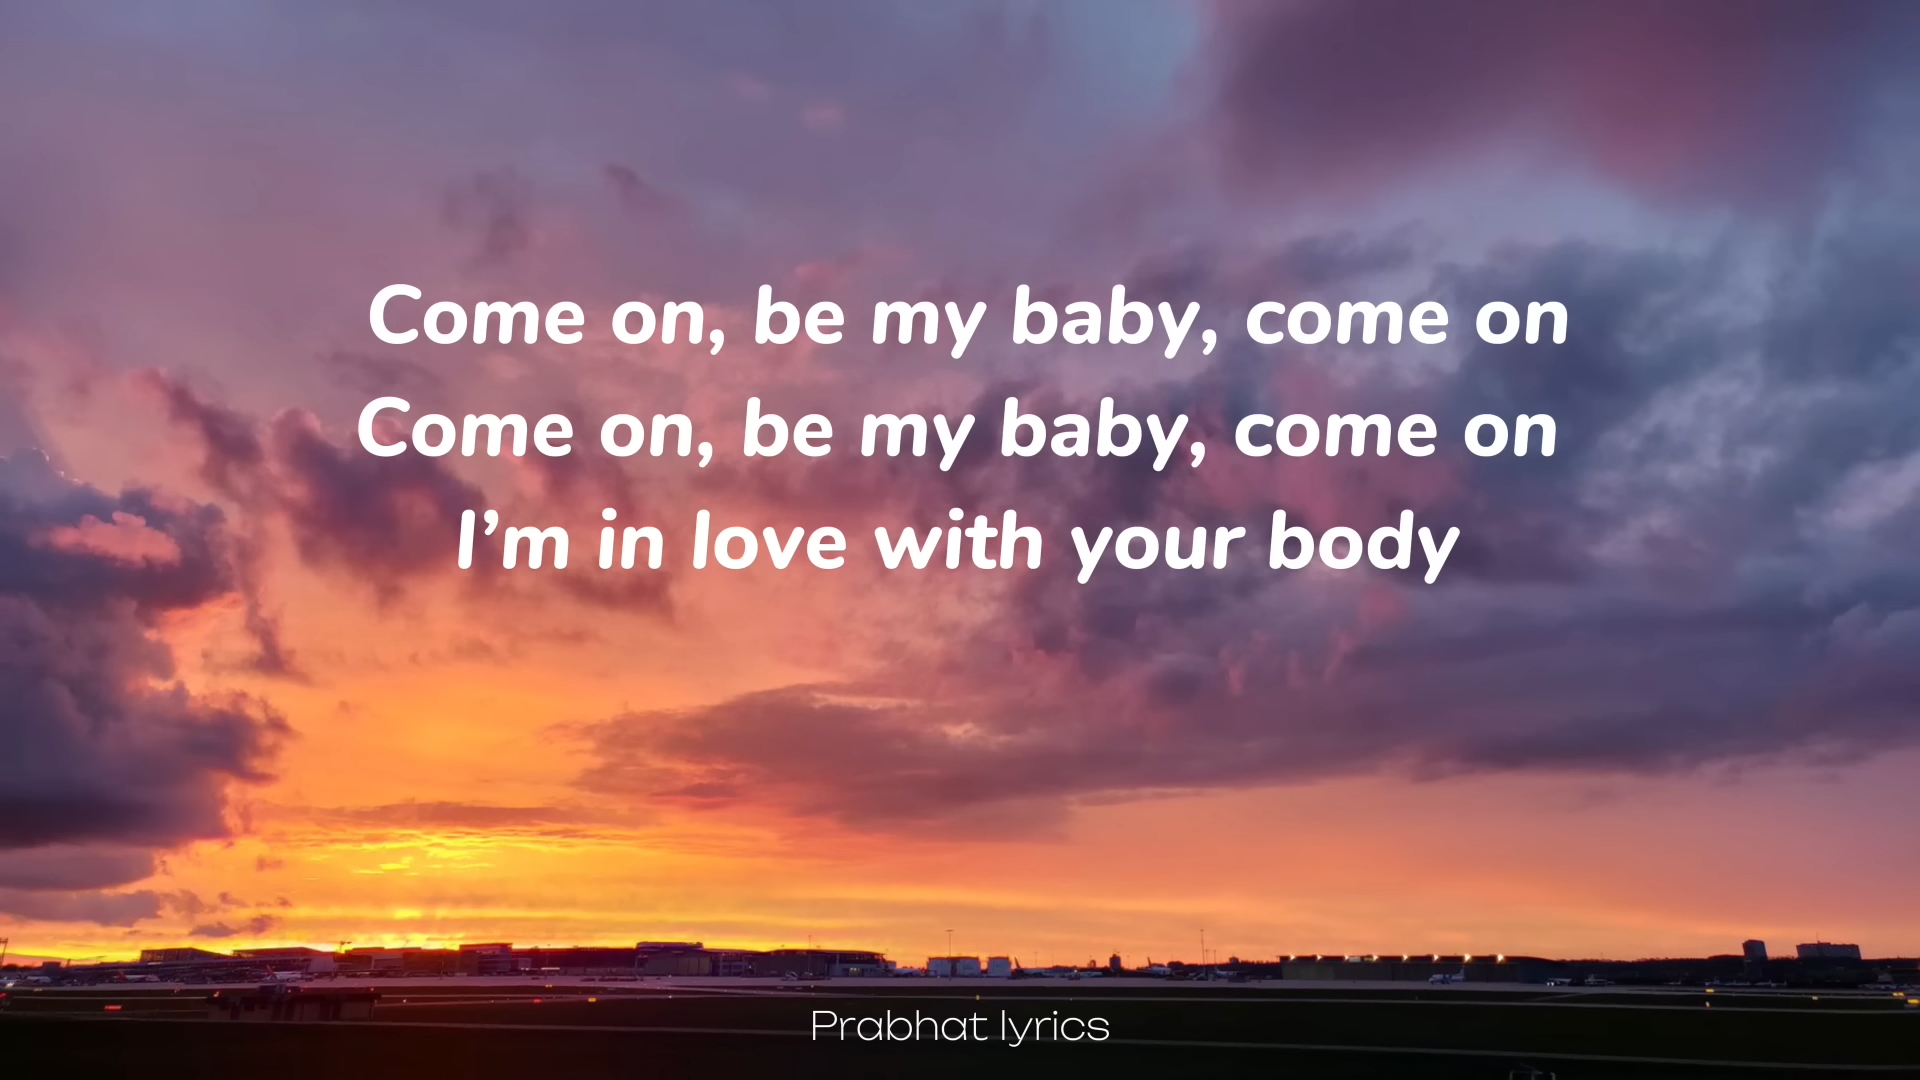 Come on, be my baby, come on
Come on, be my baby, come on
I’m in love with your body
Prabhat lyrics